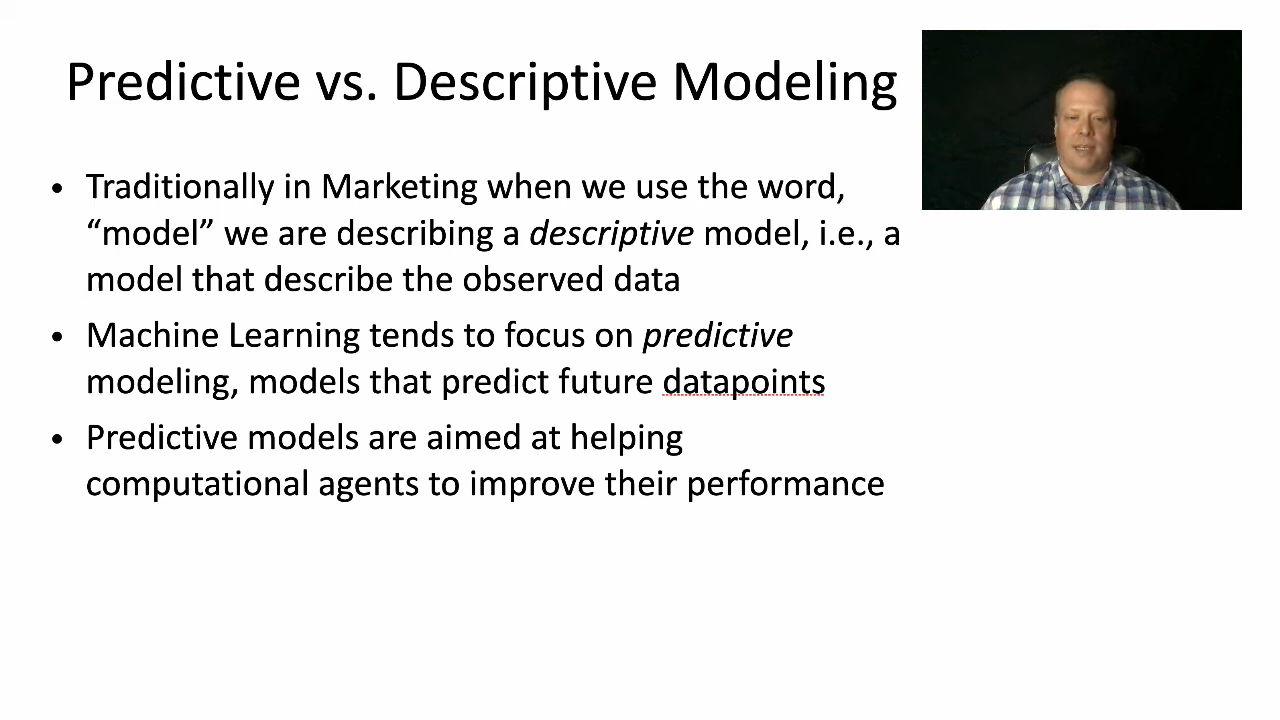 Predictive vs. Descriptive Modeling
• Traditionally in Marketing when we use the word,
“model” we are describing a descriptive model, i.e., a
model that describe the observed data
• Machine Learning tends to focus on predictive
modeling, models that predict future datapoints
• Predictive models are aimed at helping
computational agents to improve their performance